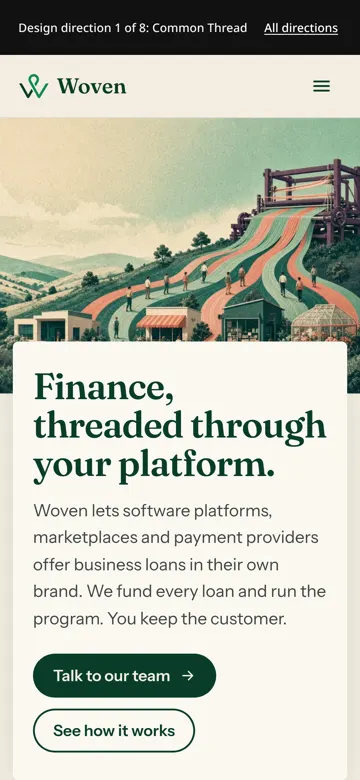 Design direction 1 of 8: Common Thread All directions
Woven
Finance,
threaded through
your platform.
Woven lets software platforms,
marketplaces and payment providers
offer business loans in their own
brand. We fund every loan and run the
program. You keep the customer.
Talk to our team →
See how it works